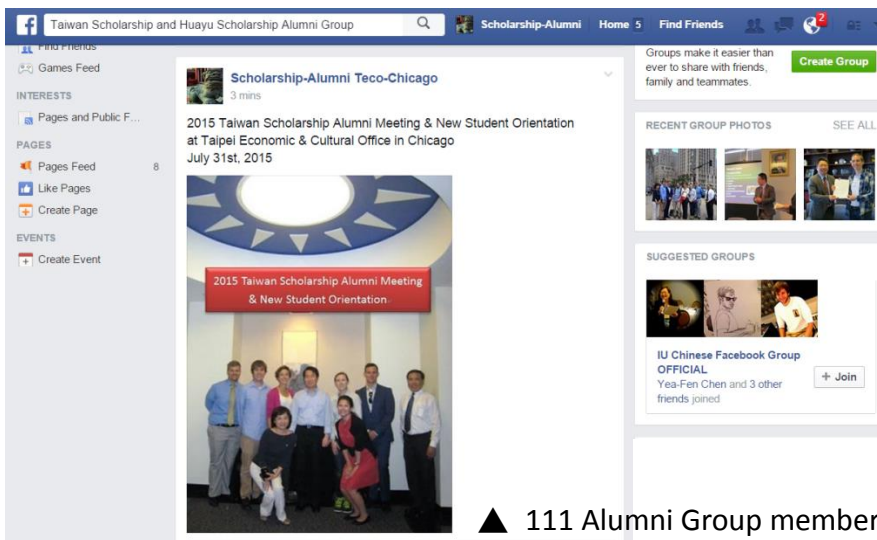 Taiwan Scholarship and Huayu Scholarship Alumni Group
Scholarship-Alumni
Home 5
Find Friends
2
Find Friends
Games Feed
INTERESTS
Pages and Public F...
PAGES
Pages Feed 8
Like Pages
Create Page
EVENTS
Create Event
Scholarship-Alumni Teco-Chicago
3 mins
2015 Taiwan Scholarship Alumni Meeting & New Student Orientation
at Taipei Economic & Cultural Office in Chicago
July 31st, 2015
2015 Taiwan Scholarship Alumni Meeting
& New Student Orientation
Groups make it easier than
ever to share with friends,
family and teammates.
Create Group
RECENT GROUP PHOTOS
SEE ALL
SUGGESTED GROUPS
IU Chinese Facebook Group
OFFICIAL
Yea-Fen Chen and 3 other
friends joined
+ Join
▲ 111 Alumni Group member